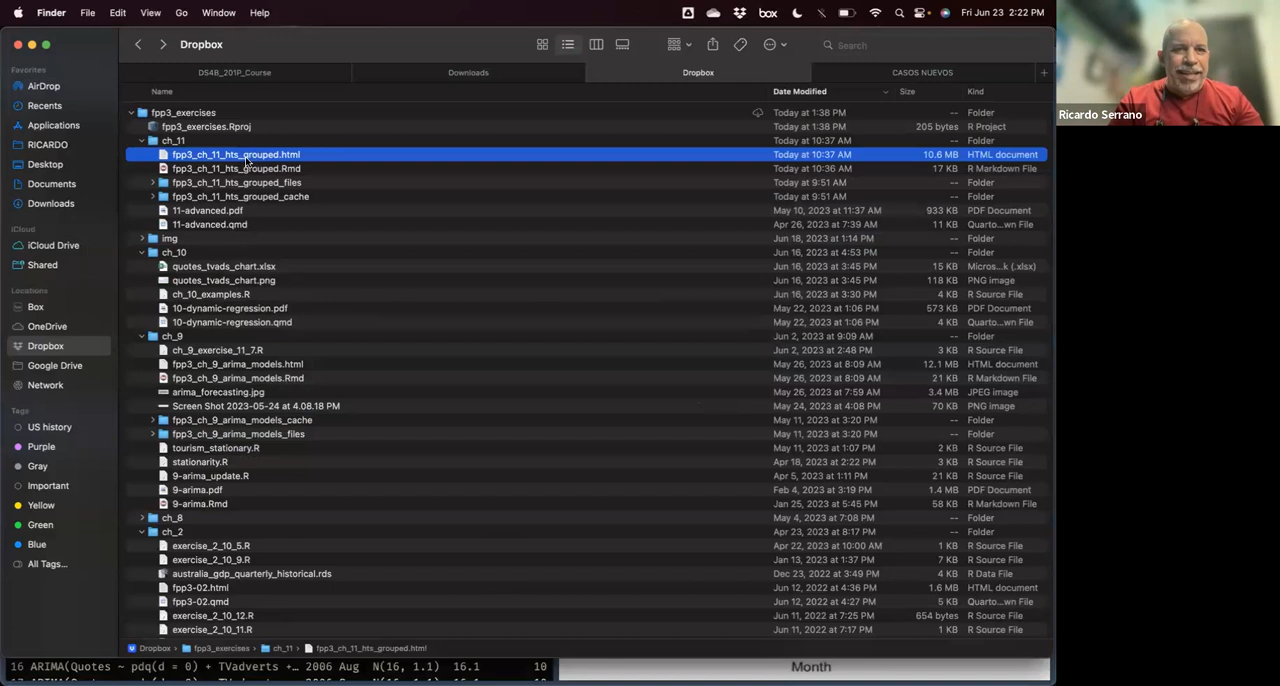 Finder File Edit View Go Window Help box Fri Jun 23 2:22 PM
Dropbox Search
DS4B_201P_Course Downloads Dropbox CASOS NUEVOS +
Favorites
AirDrop
Recents
Applications
RICARDO
Desktop
Documents
Downloads
iCloud
iCloud Drive
Shared
Locations
Box
OneDrive
Dropbox
Google Drive
Network
Tags
US history
Purple
Gray
Important
Yellow
Green
Blue
All Tags...
Name Date Modified Size Kind
fpp3_exercises Today at 1:38 PM -- Folder
fpp3_exercises.Rproj Today at 1:38 PM 205 bytes R Project
ch_11 Today at 10:37 AM -- Folder
fpp3_ch_11_hts_grouped.html Today at 10:37 AM 10.6 MB HTML document
fpp3_ch_11_hts_grouped.Rmd Today at 10:36 AM 17 KB R Markdown File
fpp3_ch_11_hts_grouped_files Today at 9:51 AM -- Folder
fpp3_ch_11_hts_grouped_cache Today at 9:51 AM -- Folder
11-advanced.pdf May 10, 2023 at 11:37 AM 933 KB PDF Document
11-advanced.qmd Apr 26, 2023 at 7:39 AM 11 KB Quarto...wn File
img Jun 18, 2023 at 1:14 PM -- Folder
ch_10 Jun 16, 2023 at 4:53 PM -- Folder
quotes_tvads_chart.xlsx Jun 16, 2023 at 3:45 PM 15 KB Micros...k (.xlsx)
quotes_tvads_chart.png Jun 16, 2023 at 3:45 PM 118 KB PNG image
ch_10_examples.R Jun 16, 2023 at 3:30 PM 4 KB R Source File
10-dynamic-regression.pdf May 22, 2023 at 1:06 PM 573 KB PDF Document
10-dynamic-regression.qmd May 22, 2023 at 1:06 PM 4 KB Quarto...wn File
ch_9 Jun 2, 2023 at 9:09 AM -- Folder
ch_9_exercise_11_7.R Jun 2, 2023 at 2:48 PM 3 KB R Source File
fpp3_ch_9_arima_models.html May 26, 2023 at 8:09 AM 12.1 MB HTML document
fpp3_ch_9_arima_models.Rmd May 26, 2023 at 8:09 AM 21 KB R Markdown File
arima_forecasting.jpg May 26, 2023 at 7:59 AM 3.4 MB JPEG image
Screen Shot 2023-05-24 at 4.08.18 PM May 24, 2023 at 4:08 PM 70 KB PNG image
fpp3_ch_9_arima_models_cache May 11, 2023 at 3:20 PM -- Folder
fpp3_ch_9_arima_models_files May 11, 2023 at 3:20 PM -- Folder
tourism_stationary.R May 11, 2023 at 1:07 PM 2 KB R Source File
stationarity.R Apr 18, 2023 at 2:22 PM 3 KB R Source File
9-arima_update.R Apr 5, 2023 at 1:11 PM 21 KB R Source File
9-arima.pdf Feb 4, 2023 at 3:19 PM 1.4 MB PDF Document
9-arima.Rmd Jan 25, 2023 at 5:45 PM 58 KB R Markdown File
ch_8 May 4, 2023 at 7:08 PM -- Folder
ch_2 Apr 23, 2023 at 8:17 PM -- Folder
exercise_2_10_5.R Apr 22, 2023 at 10:00 AM 1 KB R Source File
exercise_2_10_9.R Jan 13, 2023 at 1:37 PM 7 KB R Source File
australia_gdp_quarterly_historical.rds Dec 23, 2022 at 3:49 PM 4 KB R Data File
fpp3-02.html Jun 12, 2022 at 4:36 PM 1.6 MB HTML document
fpp3-02.qmd Jun 12, 2022 at 4:27 PM 5 KB Quarto...wn File
exercise_2_10_12.R Jun 11, 2022 at 7:25 PM 654 bytes R Source File
exercise_2_10_11.R Jun 11, 2022 at 7:17 PM 1 KB R Source File
Dropbox › fpp3_exercises › ch_11 › fpp3_ch_11_hts_grouped.html
16 ARIMA(Quotes ~ pdq(d = 0) + TVadverts +… 2006 Aug N(16, 1.1) 16.1 10
Month
Ricardo Serrano